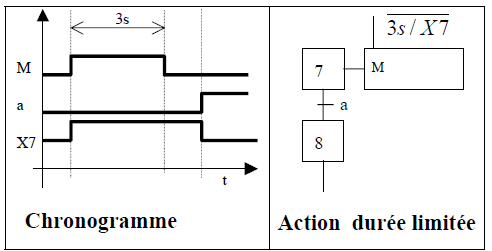 3s
M
a
X7
t
Chronogramme
3s / X7
7
M
a
8
Action durée limitée